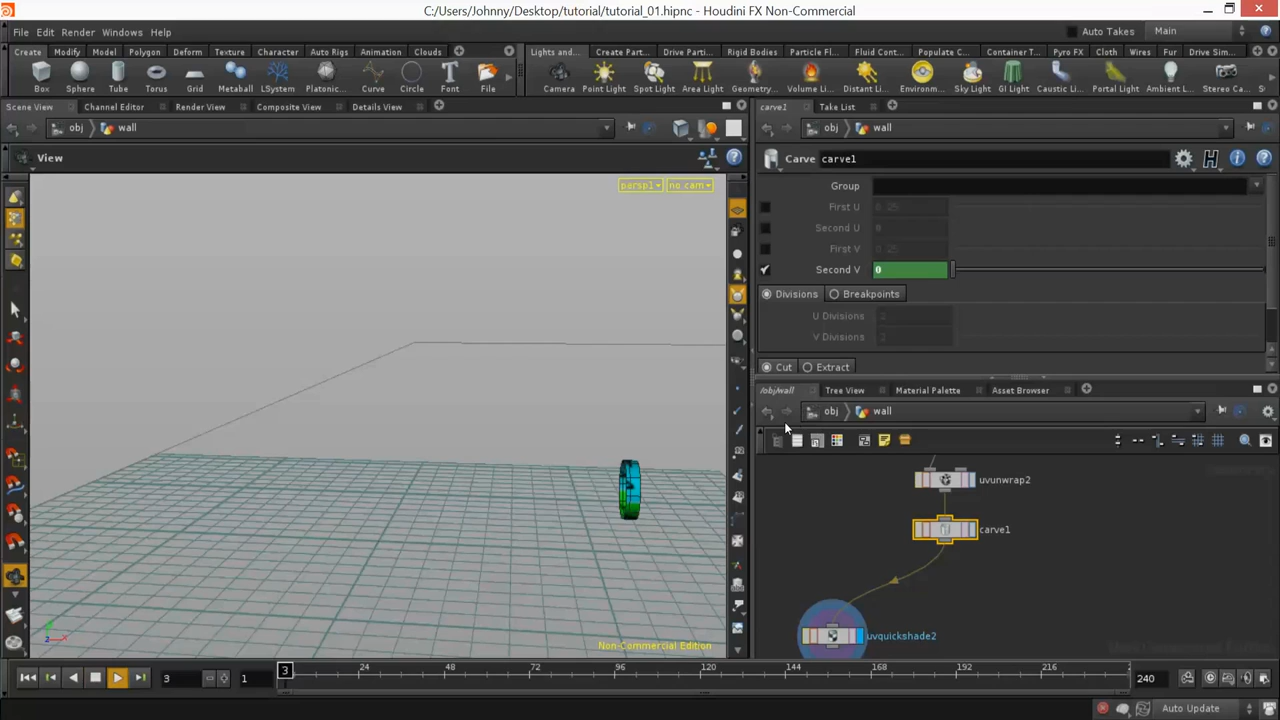 C:/Users/Johnny/Desktop/tutorial/tutorial_01.hipnc - Houdini FX Non-Commercial
File Edit Render Windows Help
Auto Takes Main
Create Modify Model Polygon Deform Texture Character Auto Rigs Animation Clouds
Lights and... Create Part... Drive Parti... Rigid Bodies Particle Fl... Fluid Cont... Populate C... Container T... Pyro FX Cloth Wires Fur Drive Sim...
Box Sphere Tube Torus Grid Metaball LSystem Platonic... Curve Circle Font File
Camera Point Light Spot Light Area Light Geometry... Volume Li... Distant Li... Environm... Sky Light GI Light Caustic Li... Portal Light Ambient L... Stereo Ca...
Scene View Channel Editor Render View Composite View Details View
carve1 Take List
obj wall
obj wall
View
persp1 no cam
Carve carve1
Group
First U 0.25
Second U
First V 0.25
Second V 0
Divisions Breakpoints
U Divisions 2
V Divisions 2
Cut Extract
/obj/wall Tree View Material Palette Asset Browser
obj wall
uvunwrap2
carve1
uvquickshade2
Non-Commercial Edition
3 1
3 24 48 72 96 120 144 168 192 216
240
Auto Update